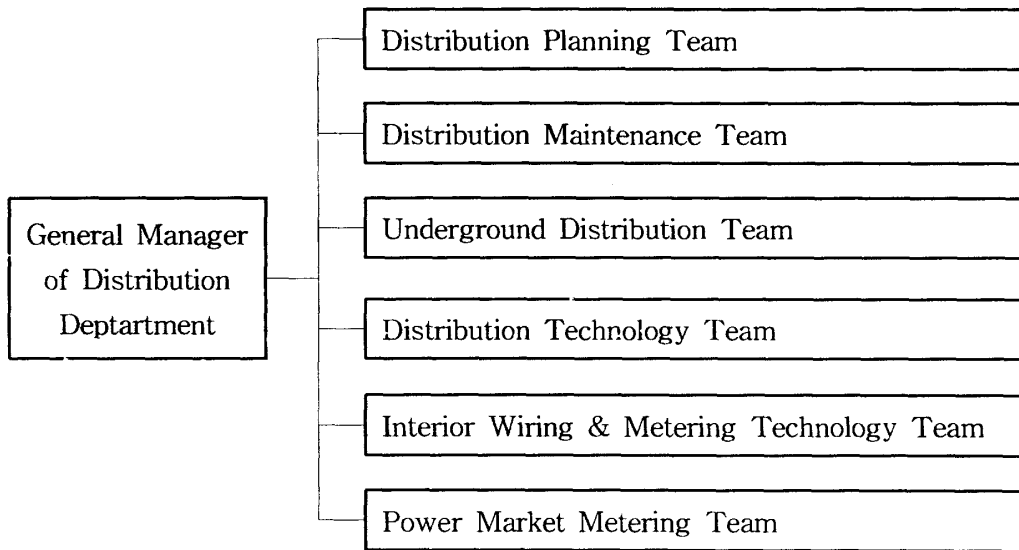 Distribution Planning Team
Distribution Maintenance Team
General Manager
of Distribution
Deptartment
Underground Distribution Team
Distribution Technology Team
Interior Wiring & Metering Technology Team
Power Market Metering Team